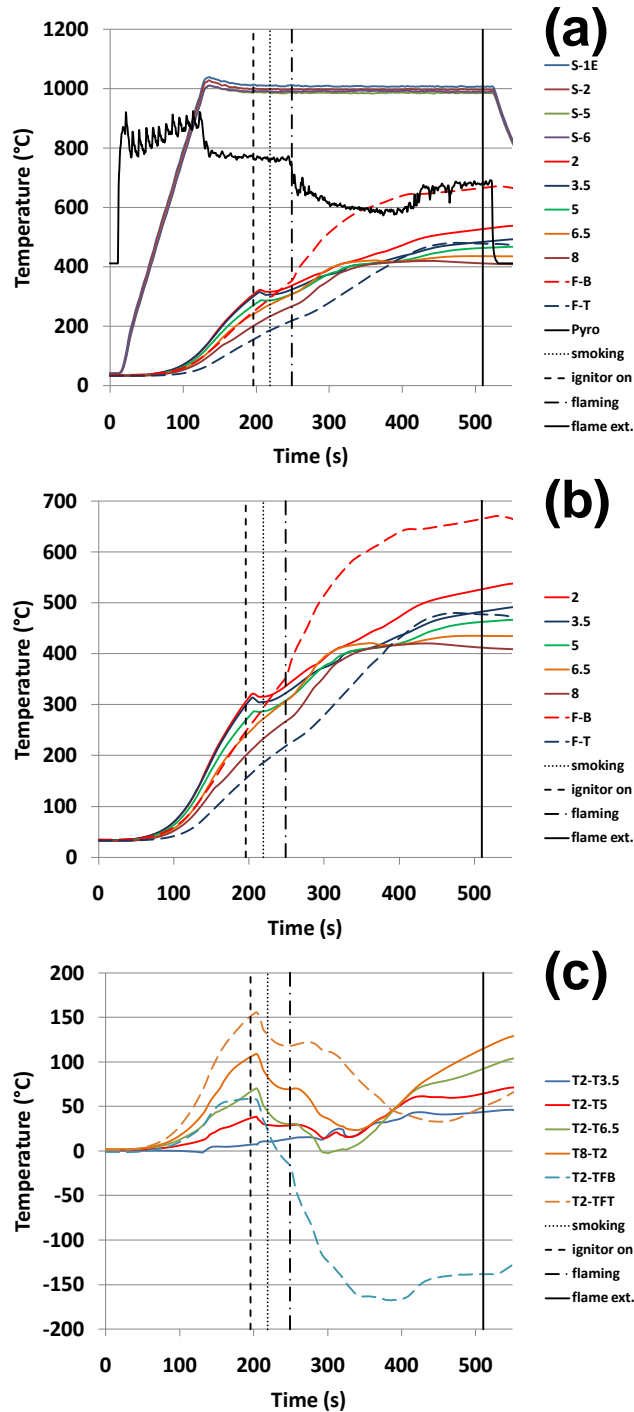 (a)
1200
1000
800
600
400
200
0
Temperature (°C)
0 100 200 300 400 500
Time (s)
S-1E
S-2
S-5
S-6
2
3.5
5
6.5
8
F-B
F-T
Pyro
smoking
ignitor on
flaming
flame ext.
(b)
700
600
500
400
300
200
100
0
Temperature (°C)
0 100 200 300 400 500
Time (s)
2
3.5
5
6.5
8
F-B
F-T
smoking
ignitor on
flaming
flame ext.
(c)
200
150
100
50
0
-50
-100
-150
-200
Temperature (°C)
0 100 200 300 400 500
Time (s)
T2-T3.5
T2-T5
T2-T6.5
T8-T2
T2-TFB
T2-TFT
smoking
ignitor on
flaming
flame ext.